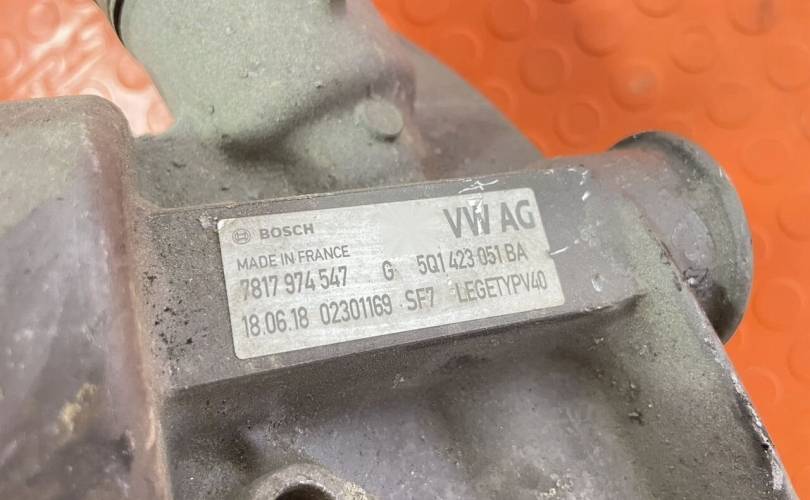 BOSCH VW AG
MADE IN FRANCE
7817 974 547 G 5Q1 423 051 BA
18.06.18 02301169 SF7 LEGETYPV40